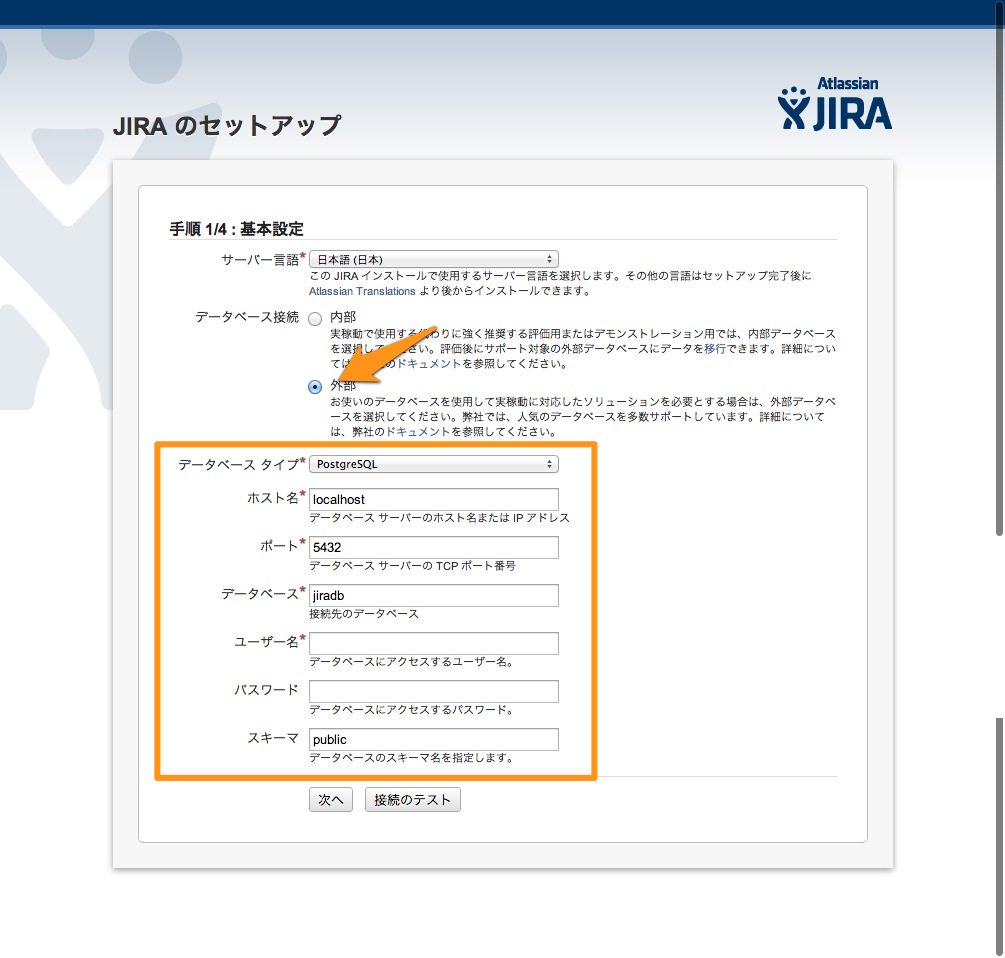 Atlassian
JIRA
JIRA のセットアップ
手順 1/4 : 基本設定
サーバー言語* 日本語 (日本)
この JIRA インストールで使用するサーバー言語を選択します。その他の言語はセットアップ完了後に
Atlassian Translations より後からインストールできます。
データベース接続 内部
実稼動で使用する代わりに強く推奨する評価用またはデモンストレーション用では、内部データベース
を選択してください。評価後にサポート対象の外部データベースにデータを移行できます。詳細につい
ては、のドキュメントを参照してください。
外部
お使いのデータベースを使用して実稼動に対応したソリューションを必要とする場合は、外部データベ
ースを選択してください。弊社では、人気のデータベースを多数サポートしています。詳細について
は、弊社のドキュメントを参照してください。
データベース タイプ* PostgreSQL
ホスト名* localhost
データベース サーバーのホスト名または IP アドレス
ポート* 5432
データベース サーバーの TCP ポート番号
データベース* jiradb
接続先のデータベース
ユーザー名*
データベースにアクセスするユーザー名。
パスワード
データベースにアクセスするパスワード。
スキーマ public
データベースのスキーマ名を指定します。
次へ 接続のテスト